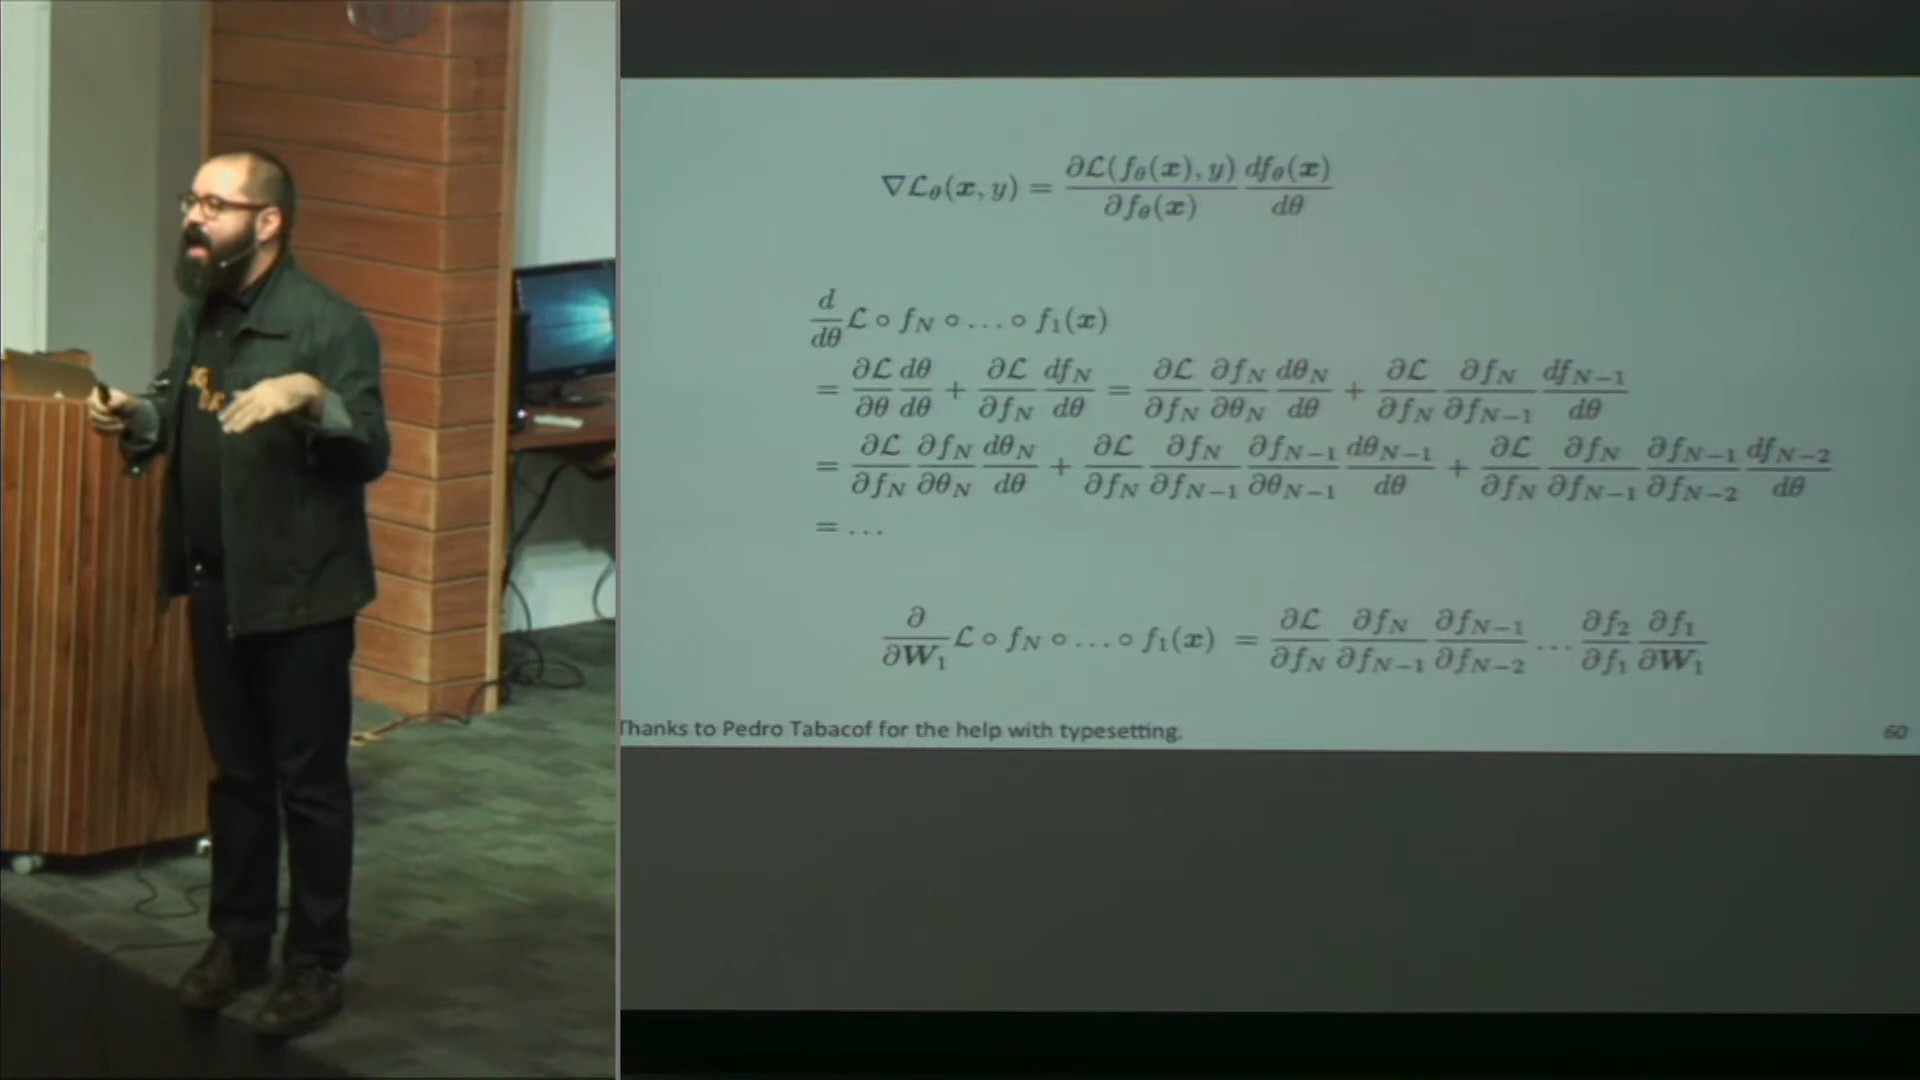 ∇ℒ_θ(𝒙, y) = ∂ℒ(f_θ(𝒙), y)/∂f_θ(𝒙) df_θ(𝒙)/dθ
d/dθ ℒ ∘ f_N ∘ … ∘ f_1(𝒙)
= ∂ℒ/∂θ dθ/dθ + ∂ℒ/∂f_N df_N/dθ = ∂ℒ/∂f_N ∂f_N/∂θ_N dθ_N/dθ + ∂ℒ/∂f_N ∂f_N/∂f_{N−1} df_{N−1}/dθ
= ∂ℒ/∂f_N ∂f_N/∂θ_N dθ_N/dθ + ∂ℒ/∂f_N ∂f_N/∂f_{N−1} ∂f_{N−1}/∂θ_{N−1} dθ_{N−1}/dθ + ∂ℒ/∂f_N ∂f_N/∂f_{N−1} ∂f_{N−1}/∂f_{N−2} df_{N−2}/dθ
= …
∂/∂𝑾_1 ℒ ∘ f_N ∘ … ∘ f_1(𝒙) = ∂ℒ/∂f_N ∂f_N/∂f_{N−1} ∂f_{N−1}/∂f_{N−2} … ∂f_2/∂f_1 ∂f_1/∂𝑾_1
Thanks to Pedro Tabacof for the help with typesetting.
60